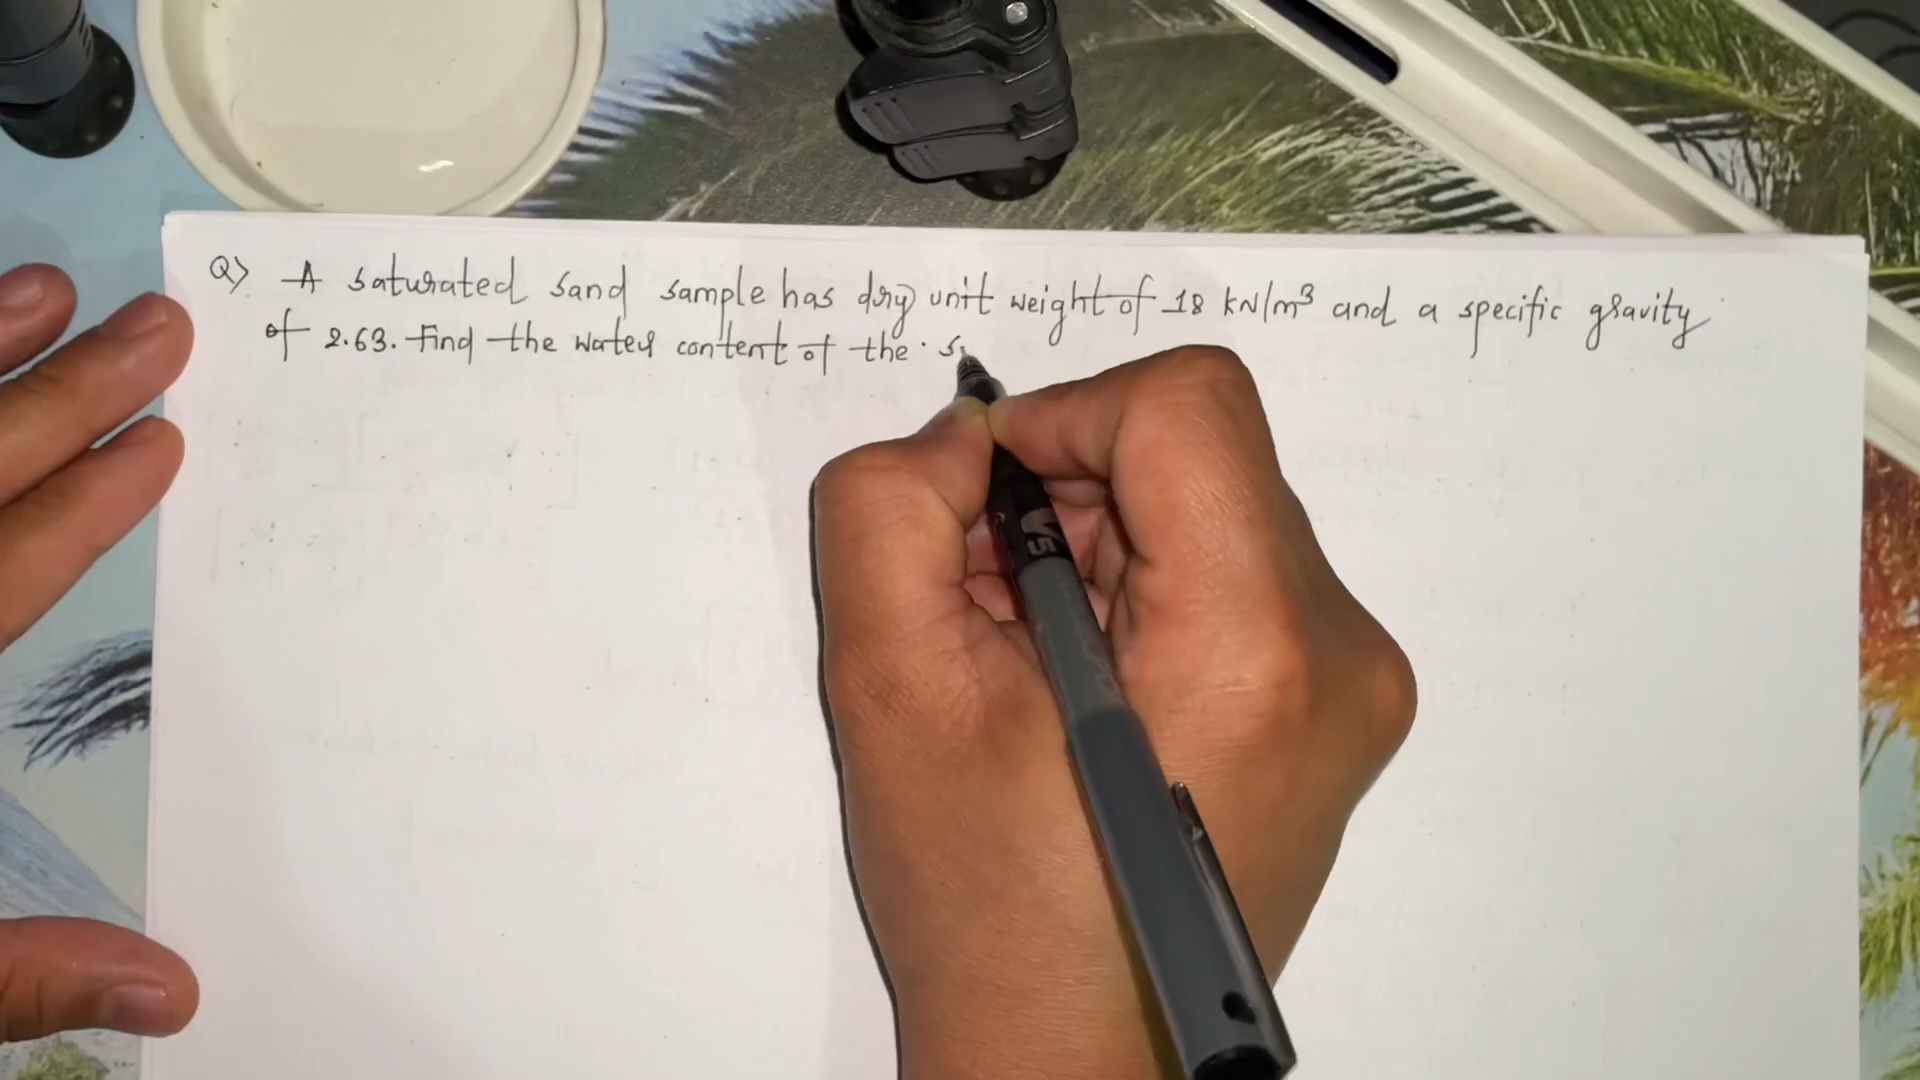 Q> A saturated sand sample has dry unit weight of 18 kN/m³ and a specific gravity
of 2.63. Find the water content of the
V5